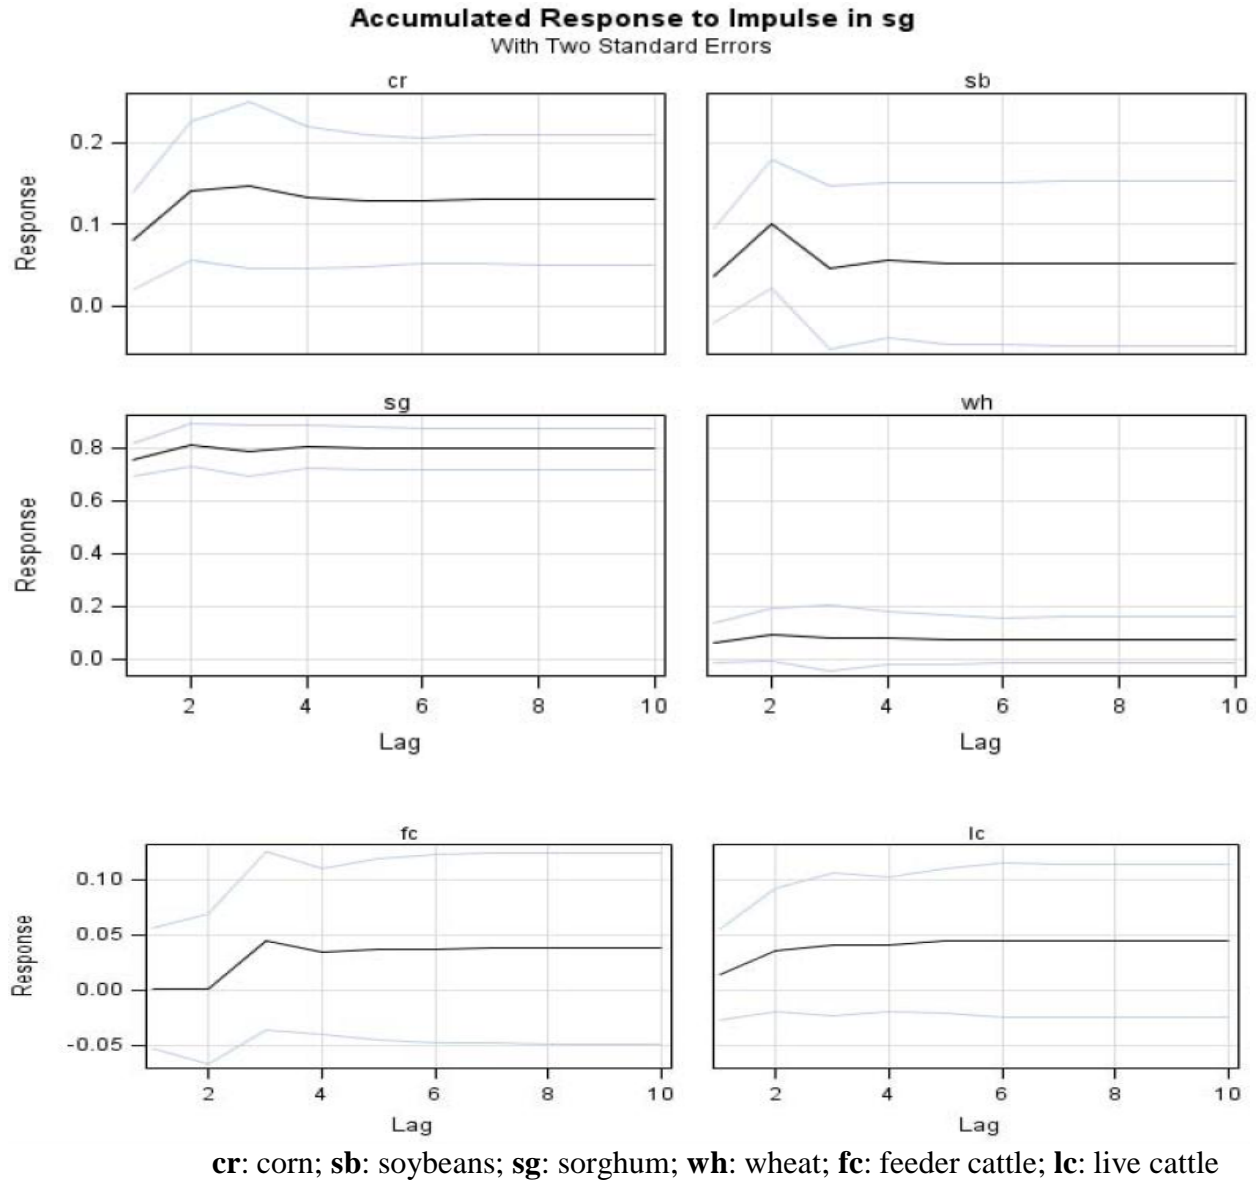 Accumulated Response to Impulse in sg
With Two Standard Errors
cr
sb
Response
0.2
0.1
0.0
sg
wh
Response
0.8
0.6
0.4
0.2
0.0
2 4 6 8 10
2 4 6 8 10
Lag
Lag
fc
lc
Response
0.10
0.05
0.00
-0.05
2 4 6 8 10
2 4 6 8 10
Lag
Lag
cr: corn; sb: soybeans; sg: sorghum; wh: wheat; fc: feeder cattle; lc: live cattle